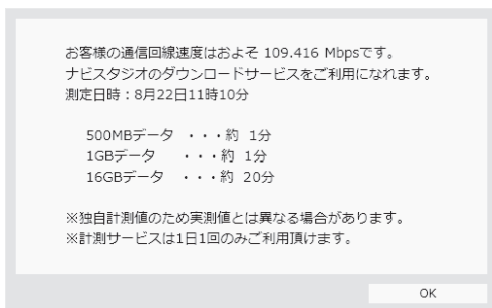 お客様の通信回線速度はおよそ 109.416 Mbpsです。
ナビスタジオのダウンロードサービスをご利用になれます。
測定日時：8月22日11時10分
500MBデータ ・・・約 1分
1GBデータ ・・・約 1分
16GBデータ ・・・約 20分
※独自計測値のため実測値とは異なる場合があります。
※計測サービスは1日1回のみご利用頂けます。
OK